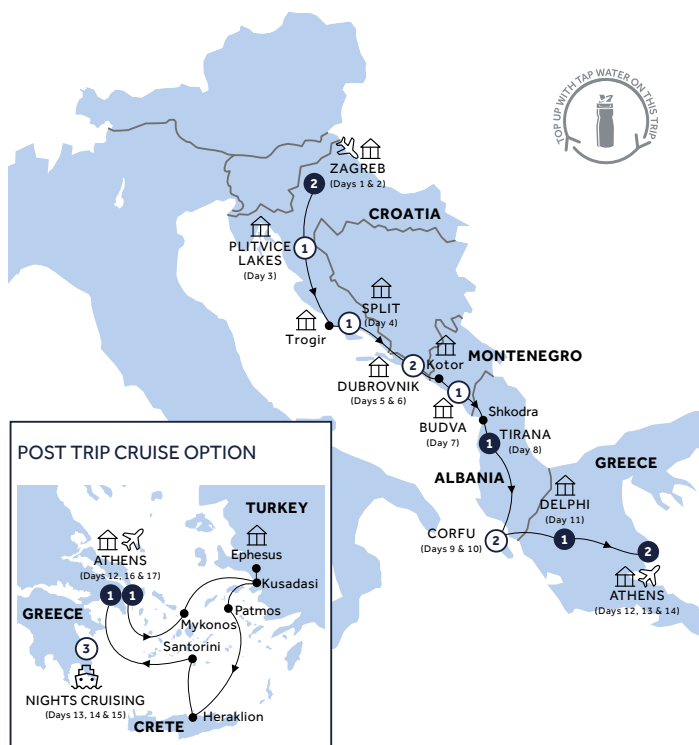 TOP UP WITH TAP WATER ON THIS TRIP
ZAGREB
2
(Days 1 & 2)
CROATIA
PLITVICE
LAKES
(Day 3)
1
SPLIT
(Day 4)
1
Trogir
2
Kotor
MONTENEGRO
DUBROVNIK
(Days 5 & 6)
1
BUDVA
(Day 7)
Shkodra
1
TIRANA
(Day 8)
ALBANIA
GREECE
DELPHI
(Day 11)
1
CORFU
(Days 9 & 10)
2
2
ATHENS
(Days 12, 13 & 14)
POST TRIP CRUISE OPTION
TURKEY
Ephesus
Kusadasi
ATHENS
(Days 12, 16 & 17)
1
1
GREECE
Patmos
Mykonos
Santorini
3
NIGHTS CRUISING
(Days 13, 14 & 15)
Heraklion
CRETE